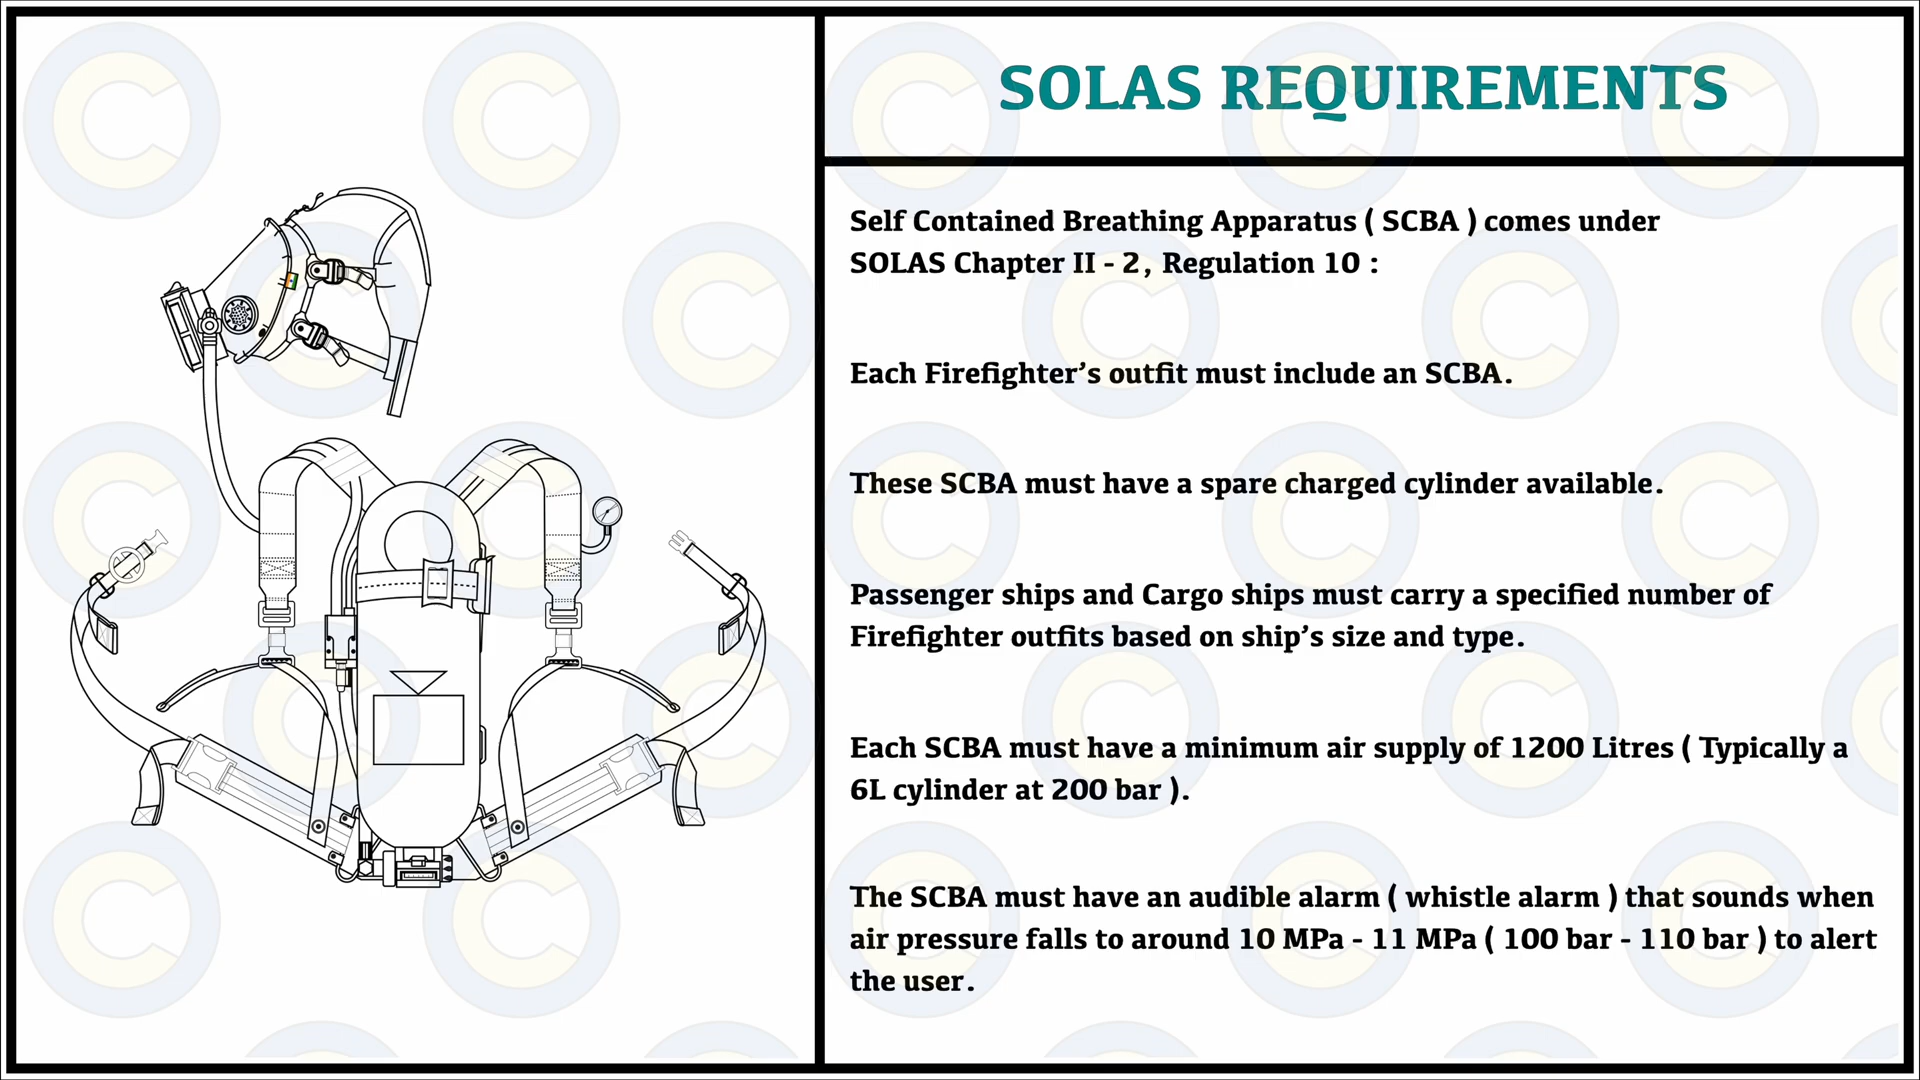 SOLAS REQUIREMENTS
Self Contained Breathing Apparatus ( SCBA ) comes under
SOLAS Chapter II - 2, Regulation 10 :
Each Firefighter’s outfit must include an SCBA.
These SCBA must have a spare charged cylinder available.
Passenger ships and Cargo ships must carry a specified number of
Firefighter outfits based on ship’s size and type.
Each SCBA must have a minimum air supply of 1200 Litres ( Typically a
6L cylinder at 200 bar ).
The SCBA must have an audible alarm ( whistle alarm ) that sounds when
air pressure falls to around 10 MPa - 11 MPa ( 100 bar - 110 bar ) to alert
the user.